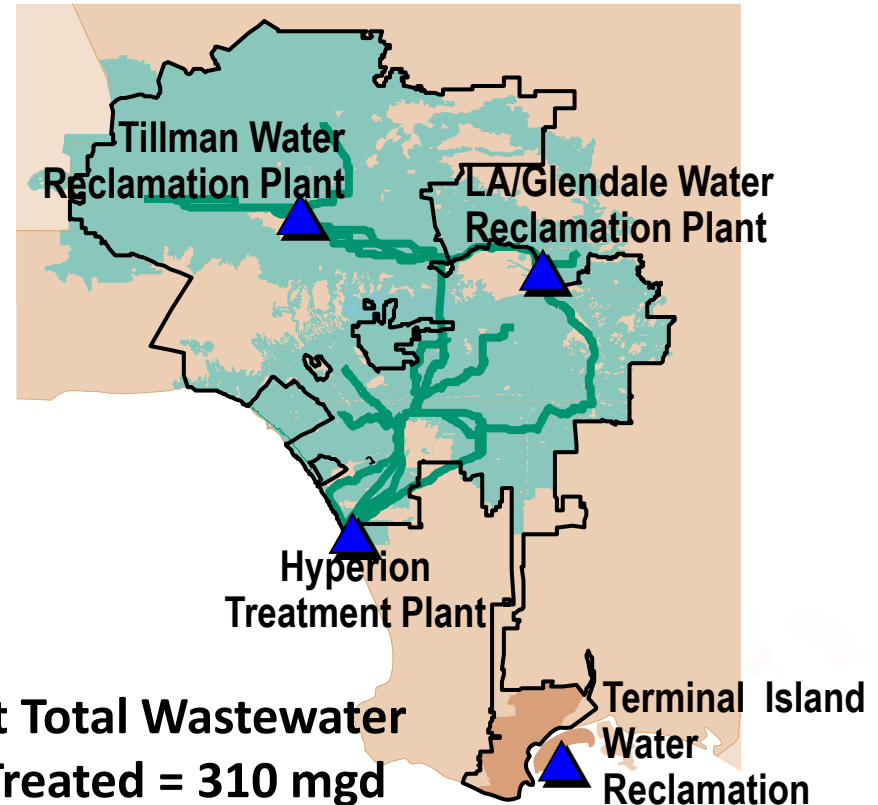 Tillman Water
Reclamation Plant
LA/Glendale Water
Reclamation Plant
Hyperion
Treatment Plant
t Total Wastewater
Treated = 310 mgd
Terminal Island
Water
Reclamation